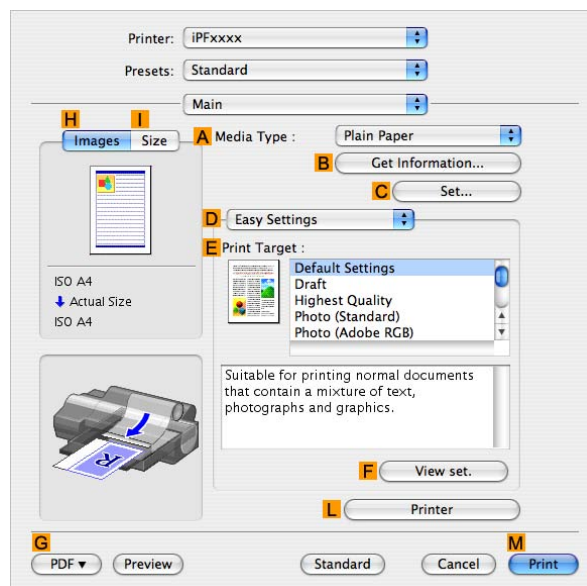 Printer: iPFxxxx
Presets: Standard
Main
H I
Images Size
A Media Type : Plain Paper
B Get Information...
C Set...
D Easy Settings
E Print Target :
Default Settings
Draft
Highest Quality
Photo (Standard)
Photo (Adobe RGB)
ISO A4
Actual Size
ISO A4
Suitable for printing normal documents
that contain a mixture of text,
photographs and graphics.
R
F View set.
L Printer
G M
PDF ▼ Preview Standard Cancel Print